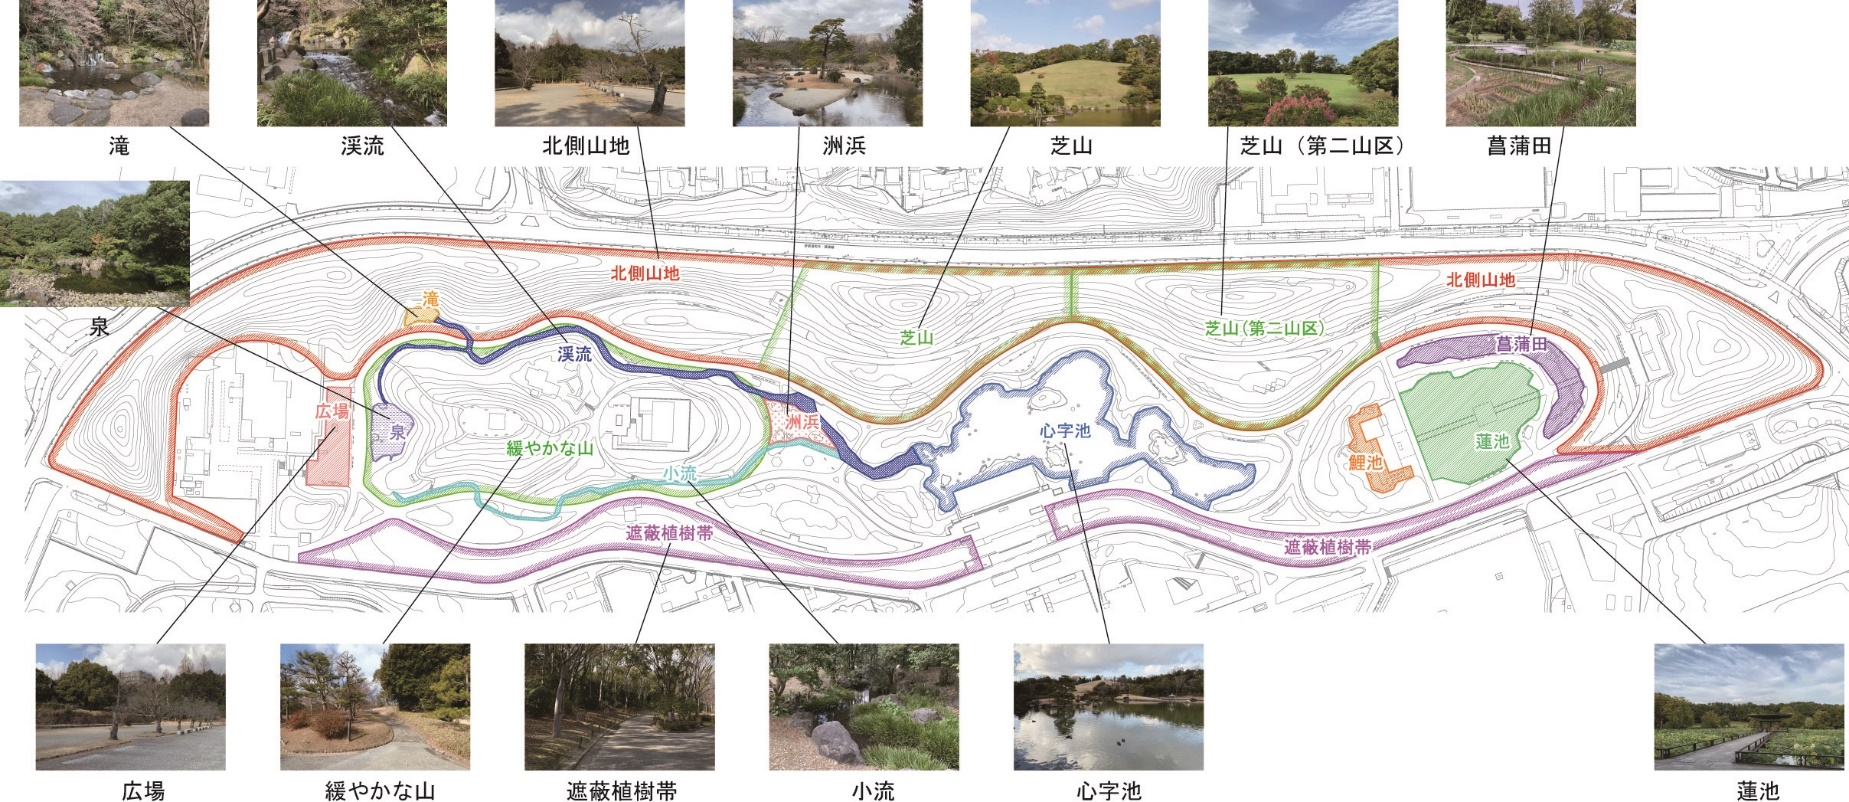 滝
渓流
北側山地
洲浜
芝山
芝山（第二山区）
菖蒲田
泉
北側山地
北側山地
滝
芝山
芝山(第二山区)
渓流
菖蒲田
広場
泉
洲浜
心字池
緩やかな山
小流
鯉池
蓮池
遮蔽植樹帯
遮蔽植樹帯
広場
緩やかな山
遮蔽植樹帯
小流
心字池
蓮池